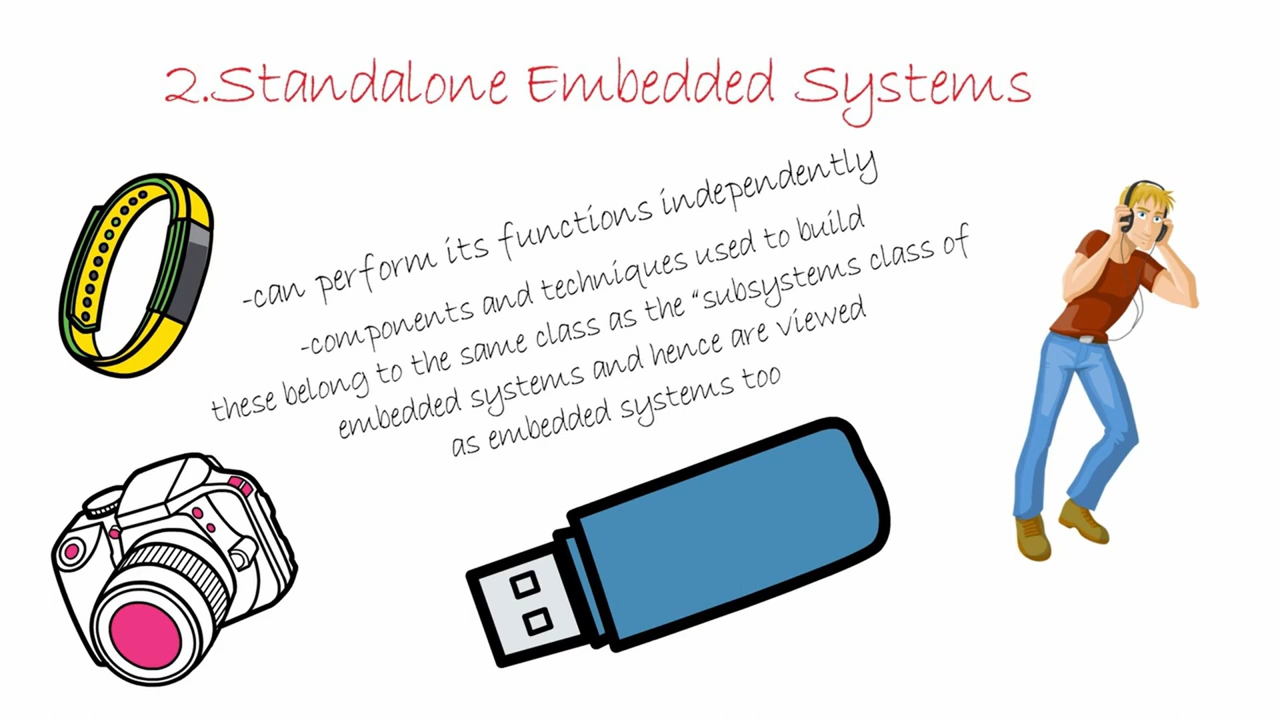 2.Standalone Embedded Systems
-can perform its functions independently
-components and techniques used to build
these belong to the same class as the “subsystems class of
embedded systems and hence are viewed
as embedded systems too